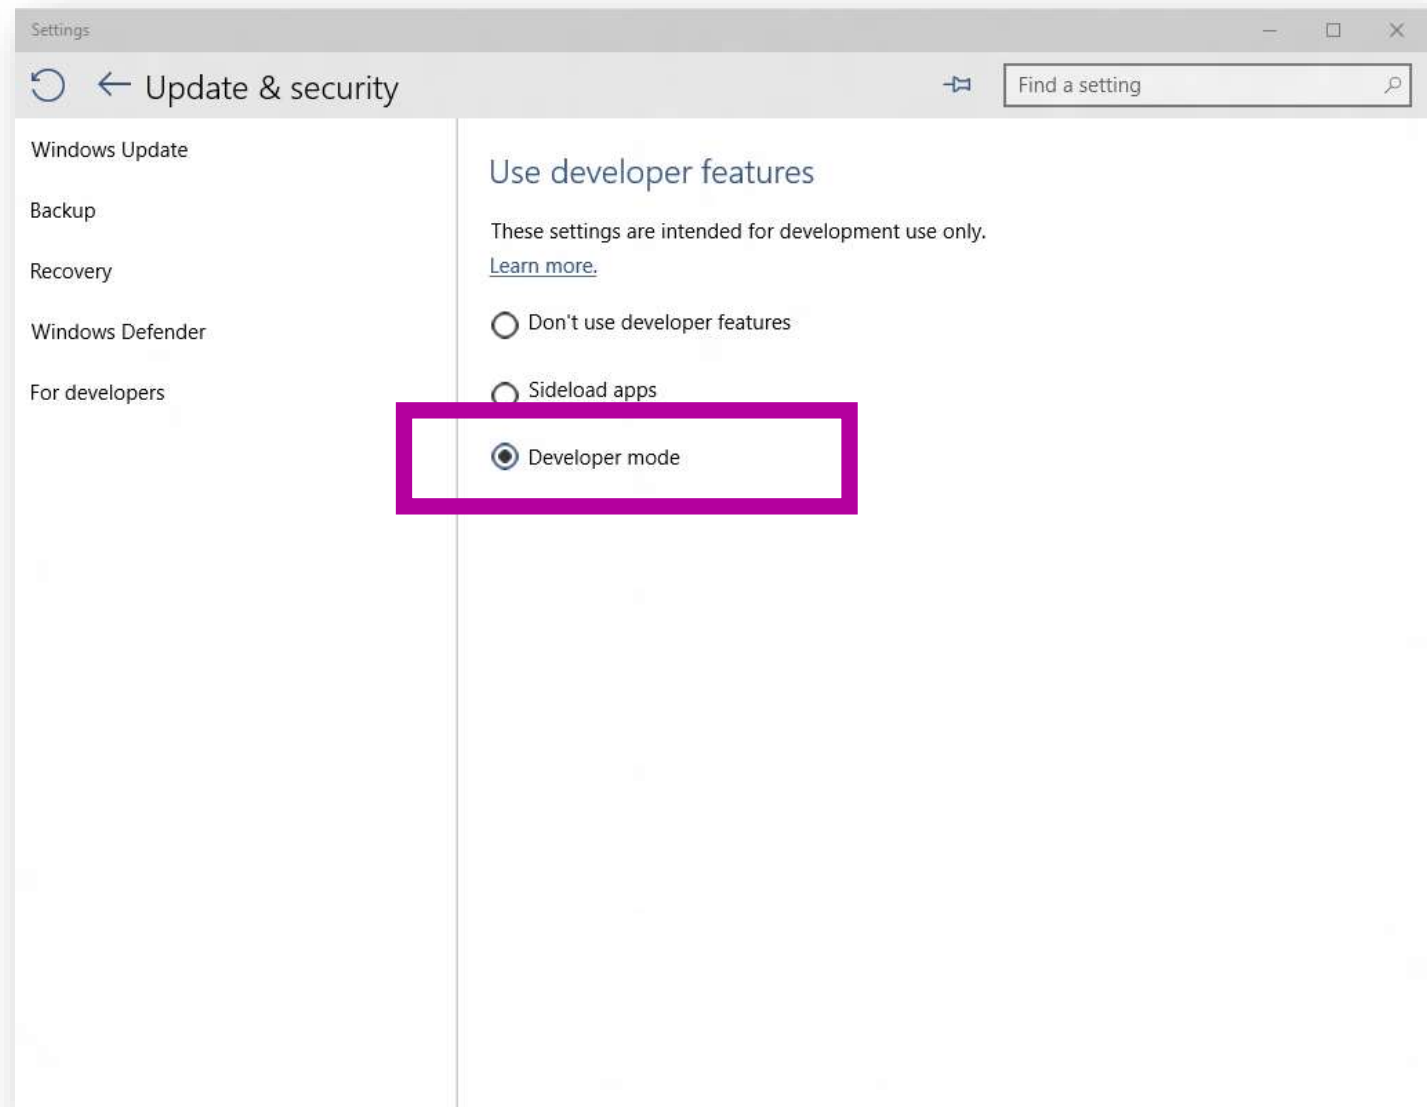 Settings
Update & security
Find a setting
Windows Update
Backup
Recovery
Windows Defender
For developers
Use developer features
These settings are intended for development use only.
Learn more.
Don't use developer features
Sideload apps
Developer mode